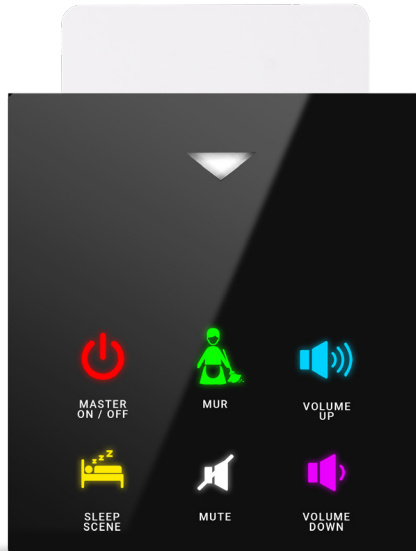 MASTER
ON / OFF
MUR
VOLUME
UP
z z Z
SLEEP
SCENE
MUTE
VOLUME
DOWN